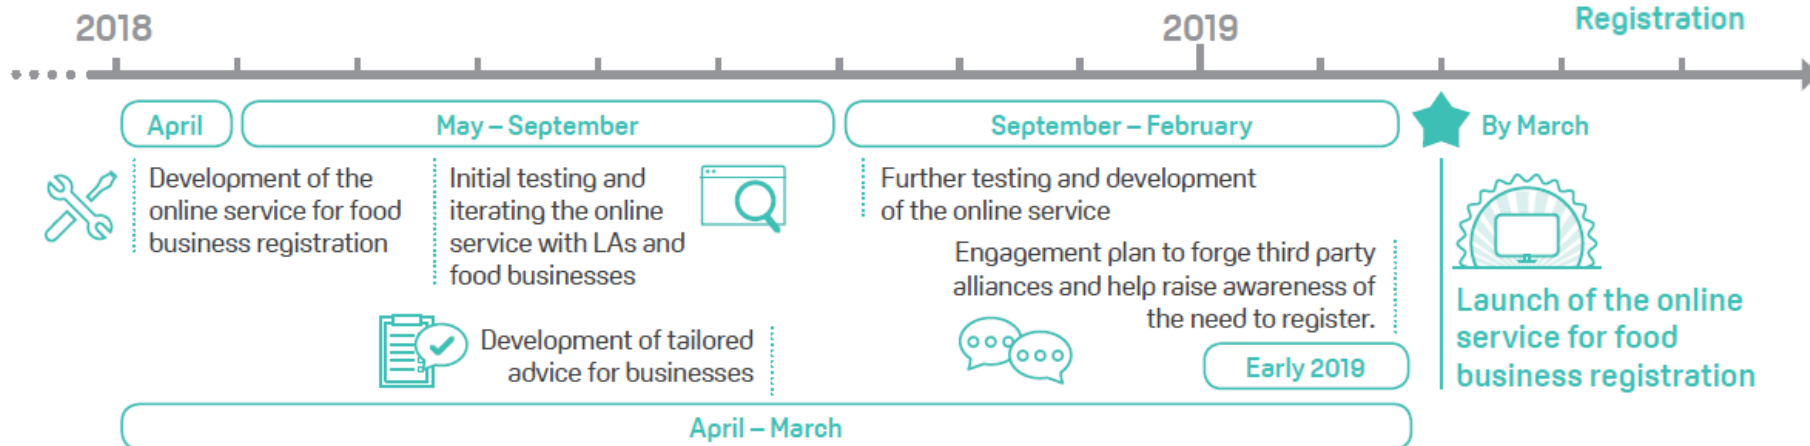 2018
2019
Registration
April
May – September
September – February
By March
Development of the
online service for food
business registration
Initial testing and
iterating the online
service with LAs and
food businesses
Further testing and development
of the online service
Engagement plan to forge third party
alliances and help raise awareness of
the need to register.
Launch of the online
service for food
business registration
Development of tailored
advice for businesses
Early 2019
April – March